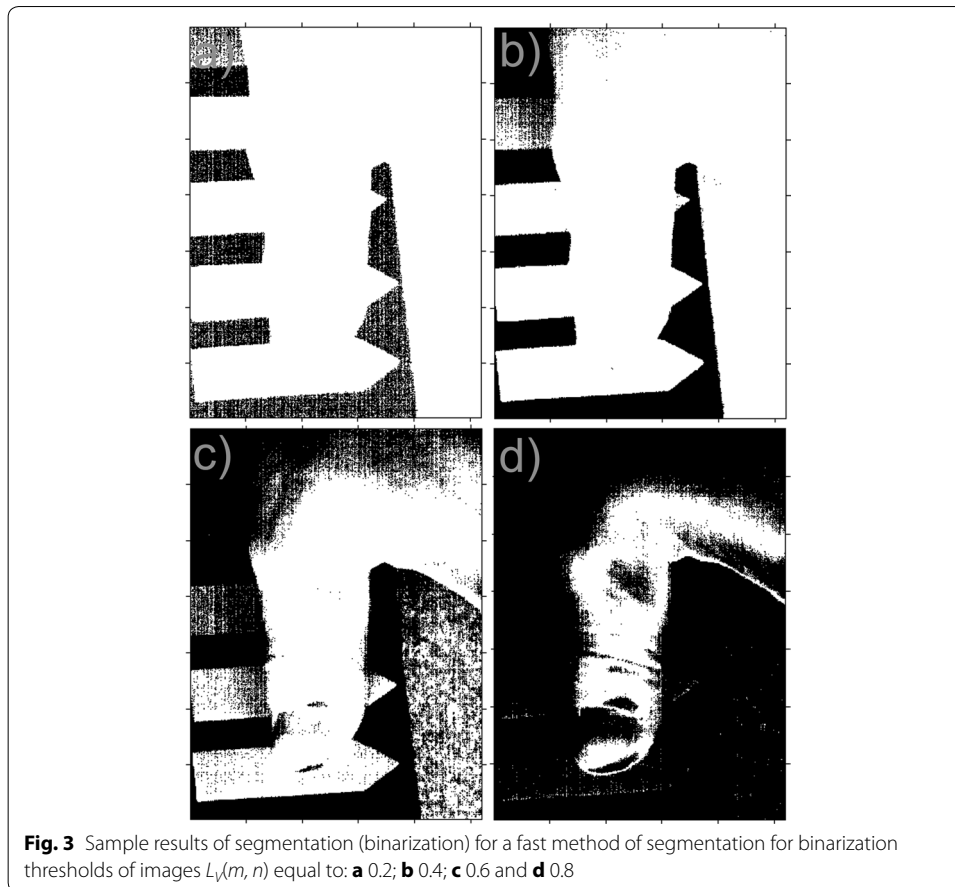 a)
b)
c)
d)
Fig. 3 Sample results of segmentation (binarization) for a fast method of segmentation for binarization
thresholds of images L_V(m, n) equal to: a 0.2; b 0.4; c 0.6 and d 0.8